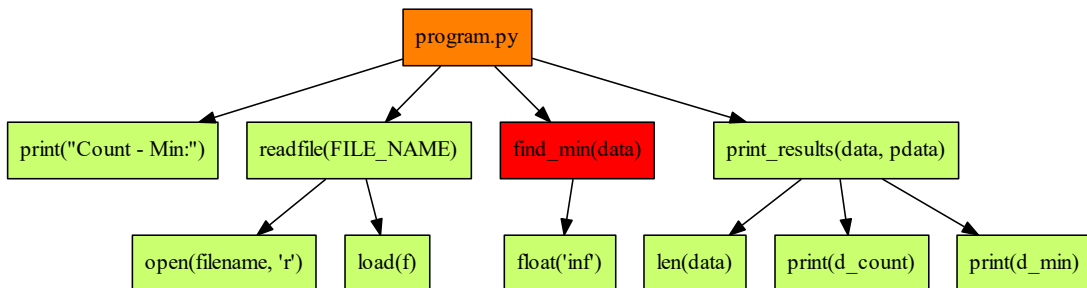 program.py
print("Count - Min:")
readfile(FILE_NAME)
find_min(data)
print_results(data, pdata)
open(filename, 'r')
load(f)
float('inf')
len(data)
print(d_count)
print(d_min)